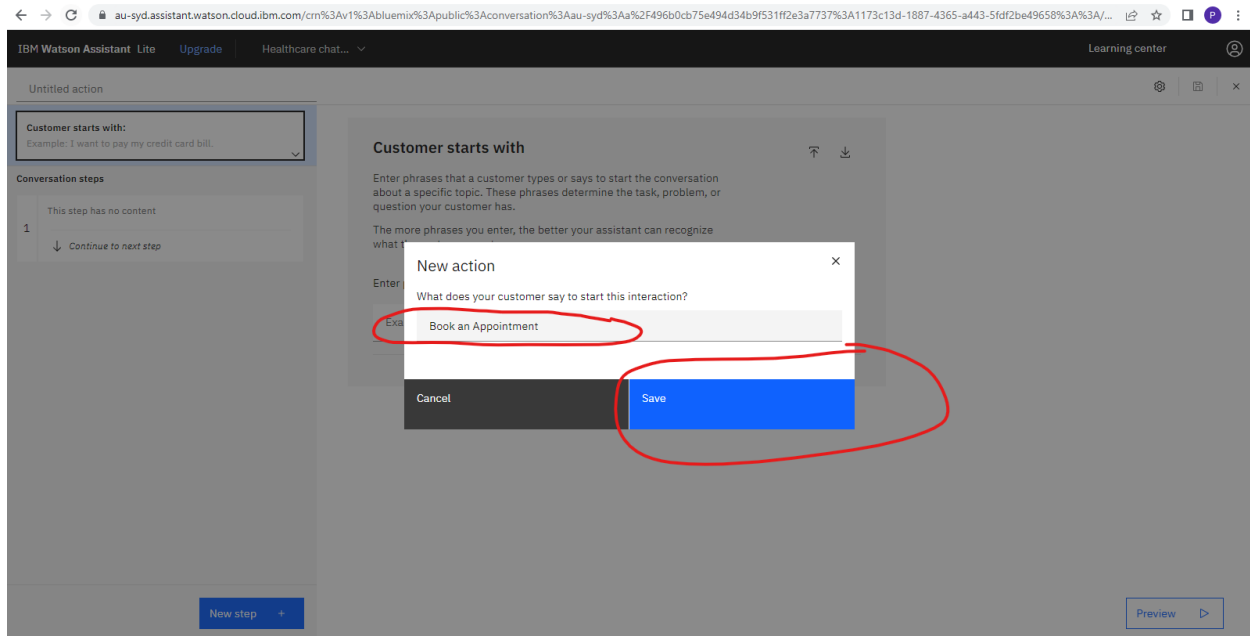 au-syd.assistant.watson.cloud.ibm.com/crn%3Av1%3Abluemix%3Apublic%3Aconversation%3Aau-syd%3Aa%2F496b0cb75e494d34b9f531ff2e3a7737%3A1173c13d-1887-4365-a443-5fdf2be49658%3A%3A/...
P
IBM Watson Assistant Lite Upgrade Healthcare chat... Learning center
Untitled action
Customer starts with:
Example: I want to pay my credit card bill.
Conversation steps
This step has no content
1
Continue to next step
Customer starts with
Enter phrases that a customer types or says to start the conversation
about a specific topic. These phrases determine the task, problem, or
question your customer has.
The more phrases you enter, the better your assistant can recognize
what
Enter
Exa
New action
What does your customer say to start this interaction?
Book an Appointment
Cancel Save
New step +
Preview